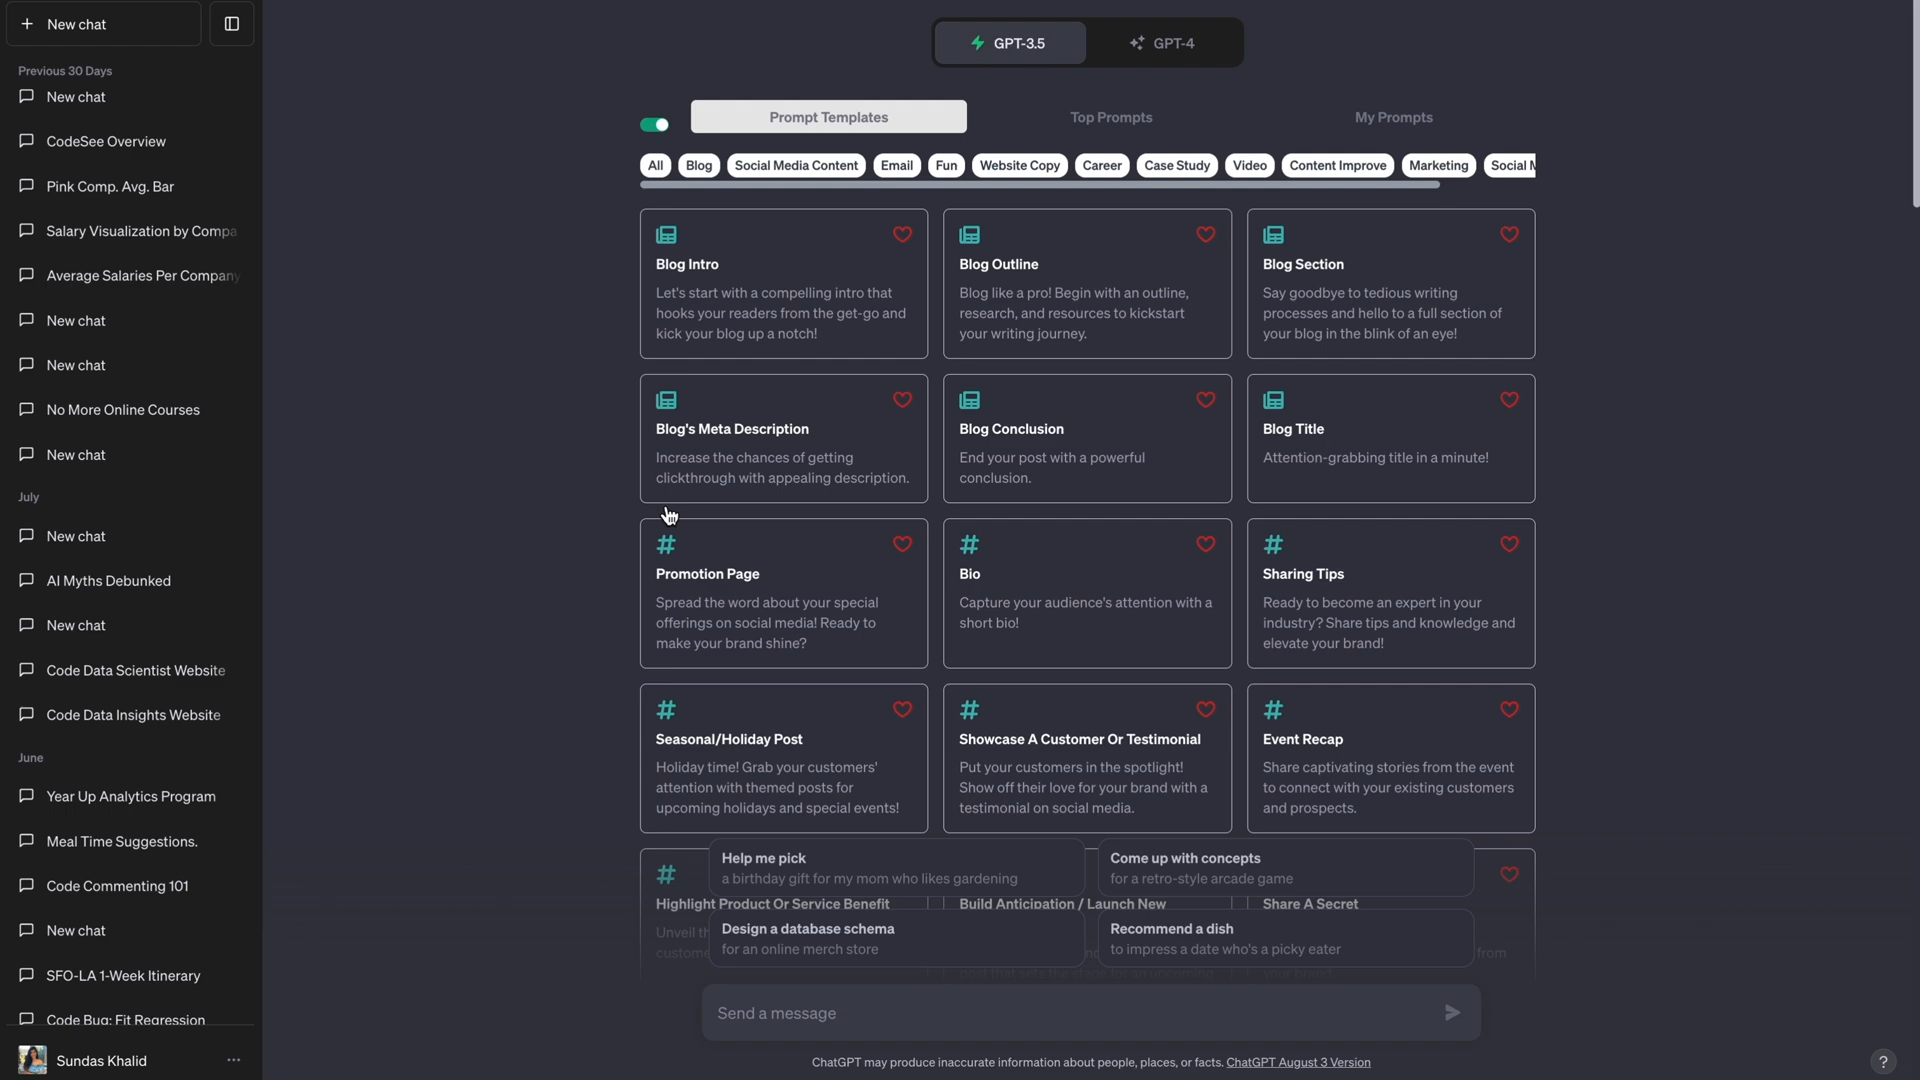 New chat
Previous 30 Days
New chat
CodeSee Overview
Pink Comp. Avg. Bar
Salary Visualization by Compa
Average Salaries Per Company
New chat
New chat
No More Online Courses
New chat
July
New chat
AI Myths Debunked
New chat
Code Data Scientist Website
Code Data Insights Website
June
Year Up Analytics Program
Meal Time Suggestions.
Code Commenting 101
New chat
SFO-LA 1-Week Itinerary
Code Bug: Fit Regression
Sundas Khalid
GPT-3.5
GPT-4
Prompt Templates
Top Prompts
My Prompts
All
Blog
Social Media Content
Email
Fun
Website Copy
Career
Case Study
Video
Content Improve
Marketing
Social M
Blog Intro
Let's start with a compelling intro that
hooks your readers from the get-go and
kick your blog up a notch!
Blog Outline
Blog like a pro! Begin with an outline,
research, and resources to kickstart
your writing journey.
Blog Section
Say goodbye to tedious writing
processes and hello to a full section of
your blog in the blink of an eye!
Blog's Meta Description
Increase the chances of getting
clickthrough with appealing description.
Blog Conclusion
End your post with a powerful
conclusion.
Blog Title
Attention-grabbing title in a minute!
Promotion Page
Spread the word about your special
offerings on social media! Ready to
make your brand shine?
Bio
Capture your audience's attention with a
short bio!
Sharing Tips
Ready to become an expert in your
industry? Share tips and knowledge and
elevate your brand!
Seasonal/Holiday Post
Holiday time! Grab your customers'
attention with themed posts for
upcoming holidays and special events!
Showcase A Customer Or Testimonial
Put your customers in the spotlight!
Show off their love for your brand with a
testimonial on social media.
Event Recap
Share captivating stories from the event
to connect with your existing customers
and prospects.
Highlight Product Or Service Benefit
Unveil th
custome
Build Anticipation / Launch New
Share A Secret
from
Help me pick
a birthday gift for my mom who likes gardening
Come up with concepts
for a retro-style arcade game
Design a database schema
for an online merch store
Recommend a dish
to impress a date who's a picky eater
Send a message
ChatGPT may produce inaccurate information about people, places, or facts. ChatGPT August 3 Version
?